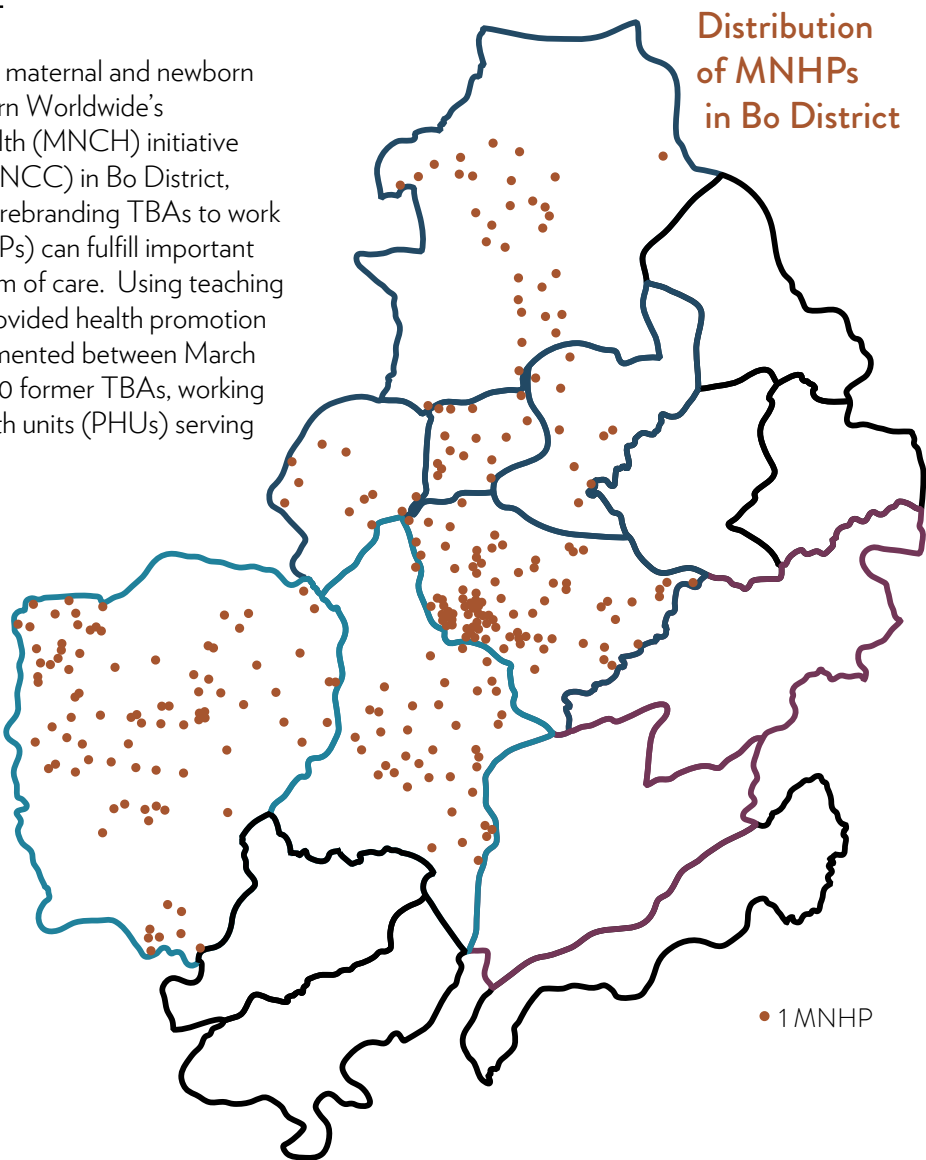 maternal and newborn
rn Worldwide's
lth (MNCH) initiative
NCC) in Bo District,
rebranding TBAs to work
Ps) can fulfill important
m of care. Using teaching
ovided health promotion
mented between March
0 former TBAs, working
th units (PHUs) serving
Distribution
of MNHPs
in Bo District
1 MNHP